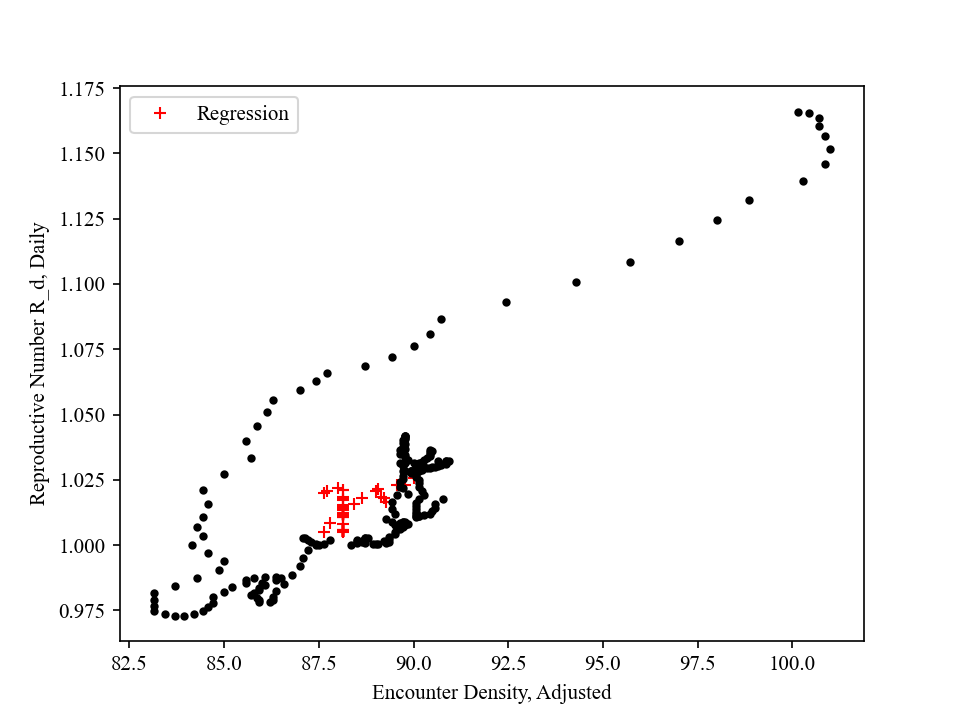 Regression
1.175
1.150
1.125
1.100
1.075
1.050
1.025
1.000
0.975
Reproductive Number R_d, Daily
82.5 85.0 87.5 90.0 92.5 95.0 97.5 100.0
Encounter Density, Adjusted